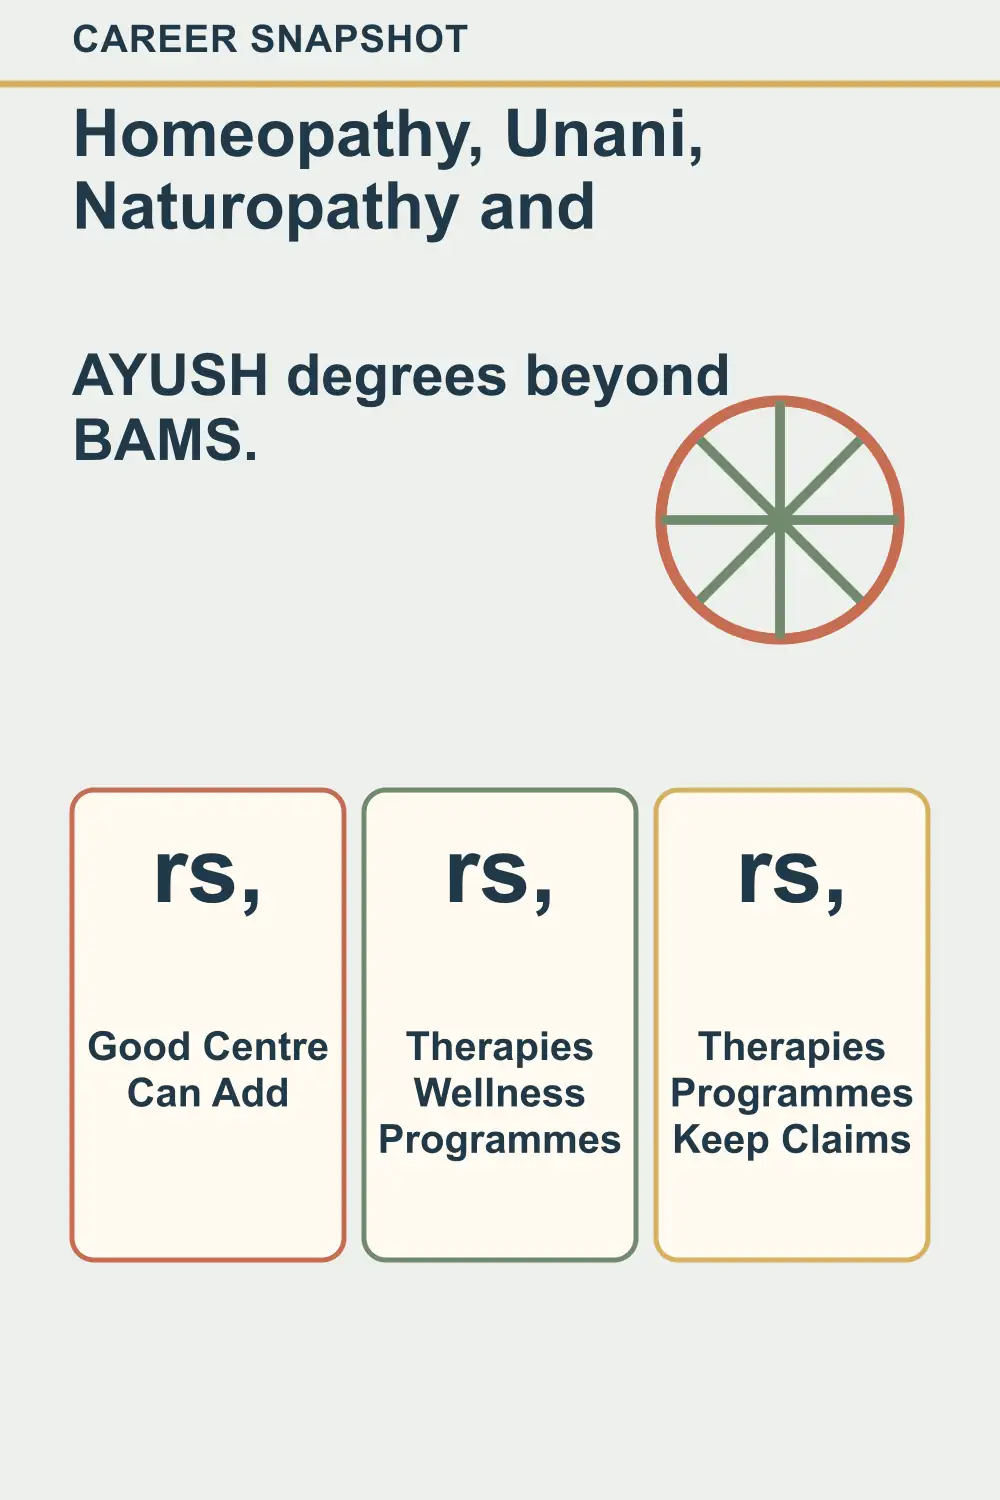 CAREER SNAPSHOT
Homeopathy, Unani,
Naturopathy and
AYUSH degrees beyond
BAMS.
rs,
Good Centre
Can Add
rs,
Therapies
Wellness
Programmes
rs,
Therapies
Programmes
Keep Claims